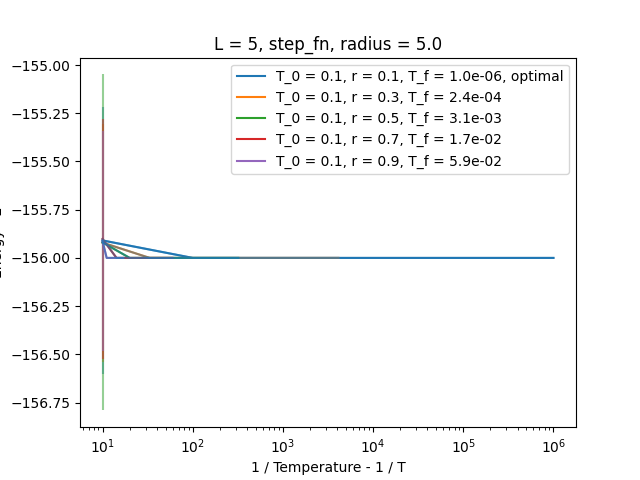 L = 5, step_fn, radius = 5.0
T_0 = 0.1, r = 0.1, T_f = 1.0e-06, optimal
T_0 = 0.1, r = 0.3, T_f = 2.4e-04
T_0 = 0.1, r = 0.5, T_f = 3.1e-03
T_0 = 0.1, r = 0.7, T_f = 1.7e-02
T_0 = 0.1, r = 0.9, T_f = 5.9e-02
−155.00
−155.25
−155.50
−155.75
−156.00
−156.25
−156.50
−156.75
10¹ 10² 10³ 10⁴ 10⁵ 10⁶
1 / Temperature - 1 / T